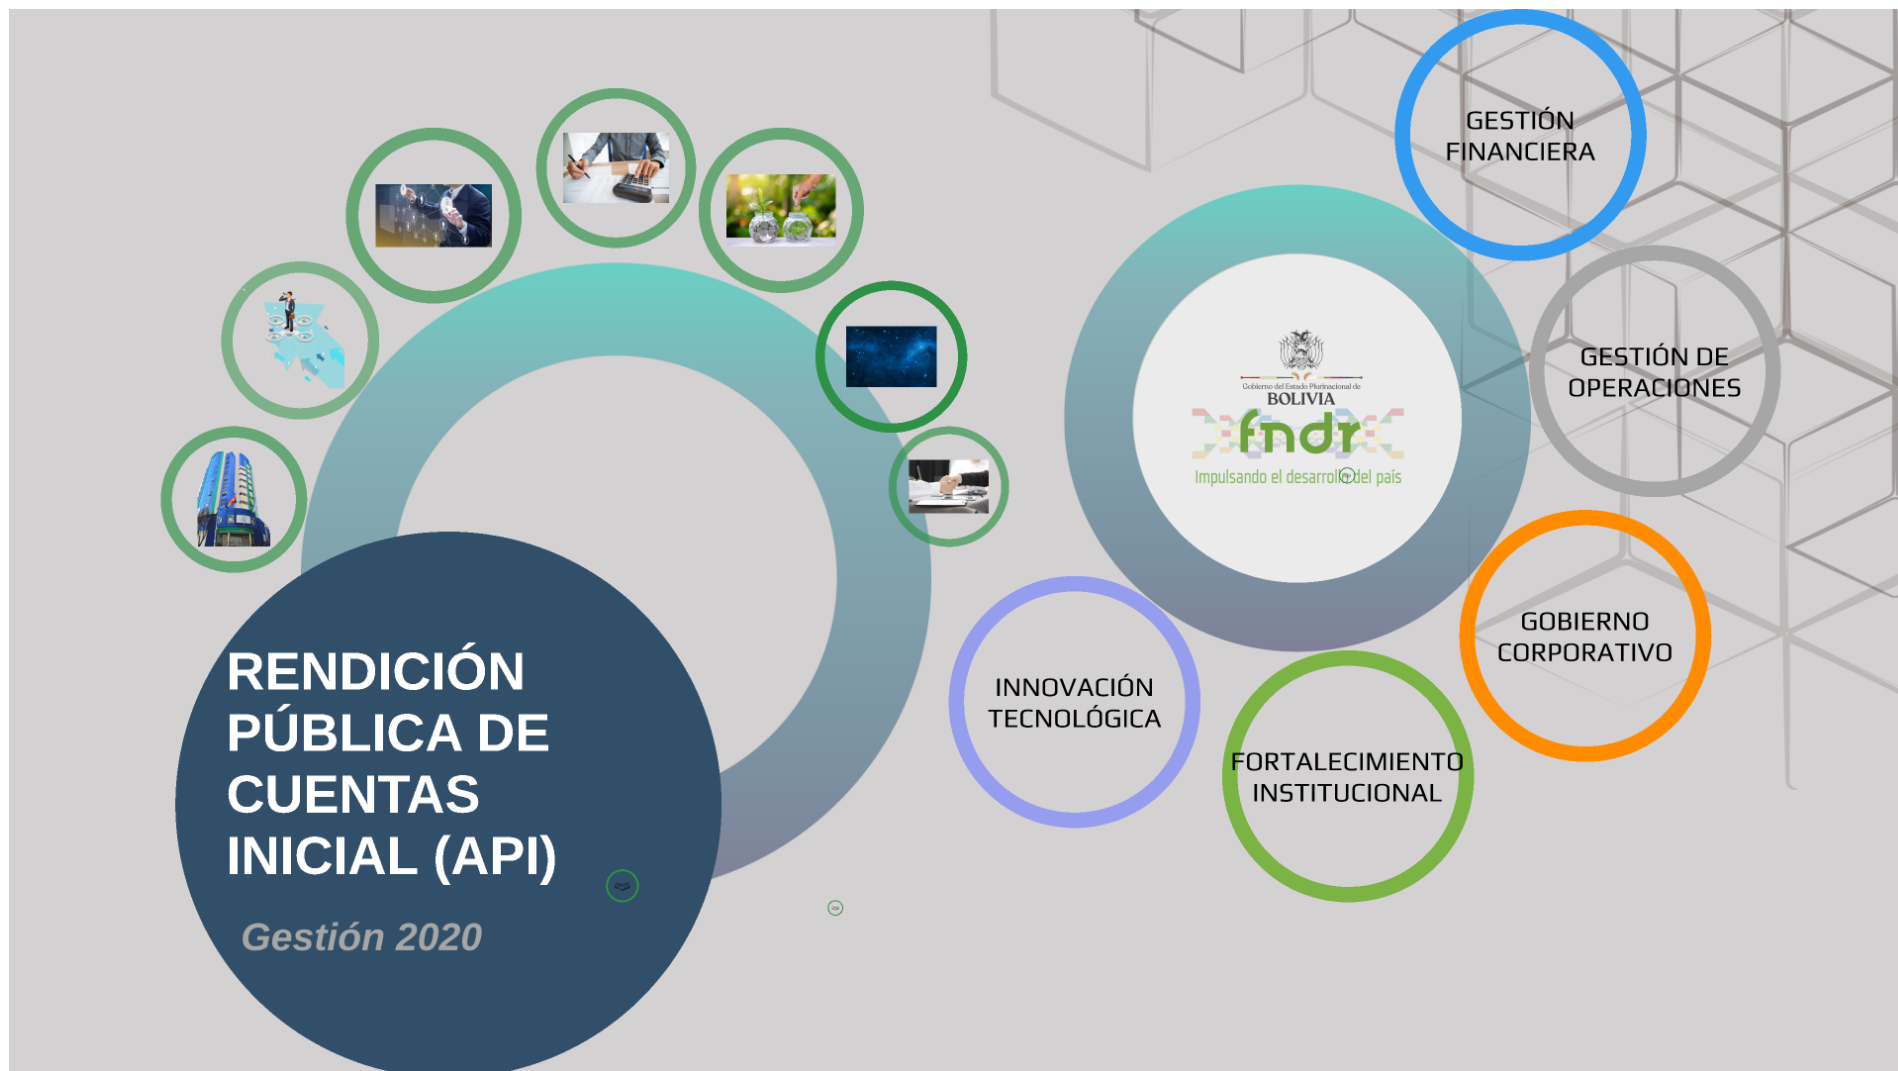 RENDICIÓN
PÚBLICA DE
CUENTAS
INICIAL (API)
Gestión 2020
Gobierno del Estado Plurinacional de
BOLIVIA
fndr
Impulsando el desarrollo del país
GESTIÓN
FINANCIERA
GESTIÓN DE
OPERACIONES
GOBIERNO
CORPORATIVO
FORTALECIMIENTO
INSTITUCIONAL
INNOVACIÓN
TECNOLÓGICA